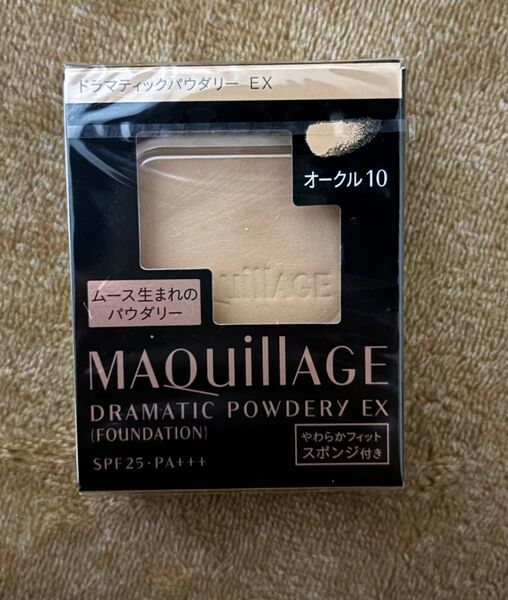 ドラマティックパウダリー EX
オークル10
quillAGE
ムース生まれの
パウダリー
MAQuillAGE
DRAMATIC POWDERY EX
(FOUNDATION)
SPF25・PA+++
やわらかフィット
スポンジ付き